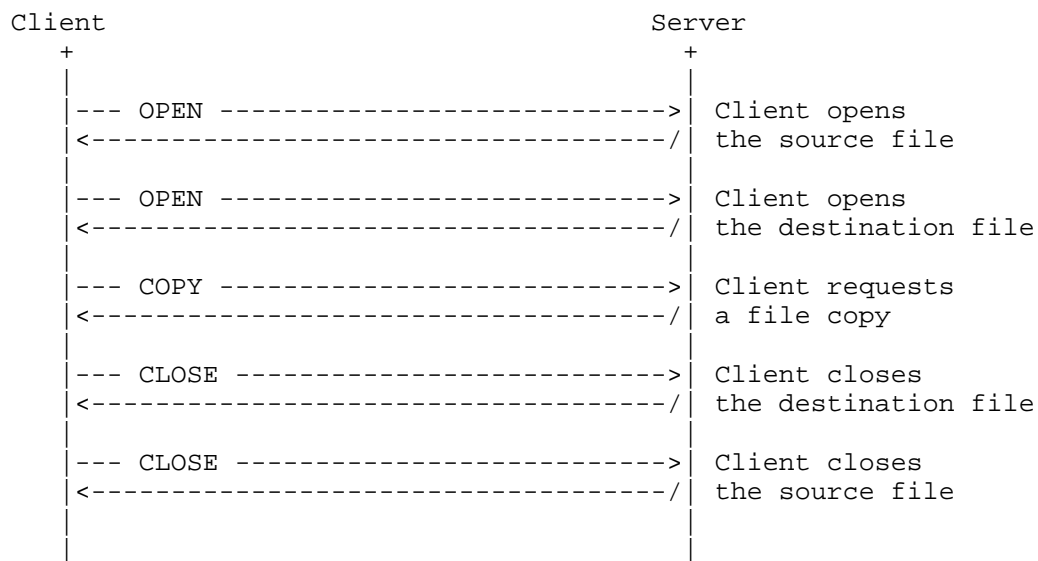 Client                                  Server
   +                                       +
   |                                       |
   |--- OPEN ---------------------------->| Client opens
   |<------------------------------------/| the source file
   |                                       |
   |--- OPEN ---------------------------->| Client opens
   |<------------------------------------/| the destination file
   |                                       |
   |--- COPY ---------------------------->| Client requests
   |<------------------------------------/| a file copy
   |                                       |
   |--- CLOSE --------------------------->| Client closes
   |<------------------------------------/| the destination file
   |                                       |
   |--- CLOSE --------------------------->| Client closes
   |<------------------------------------/| the source file
   |                                       |
   |                                       |